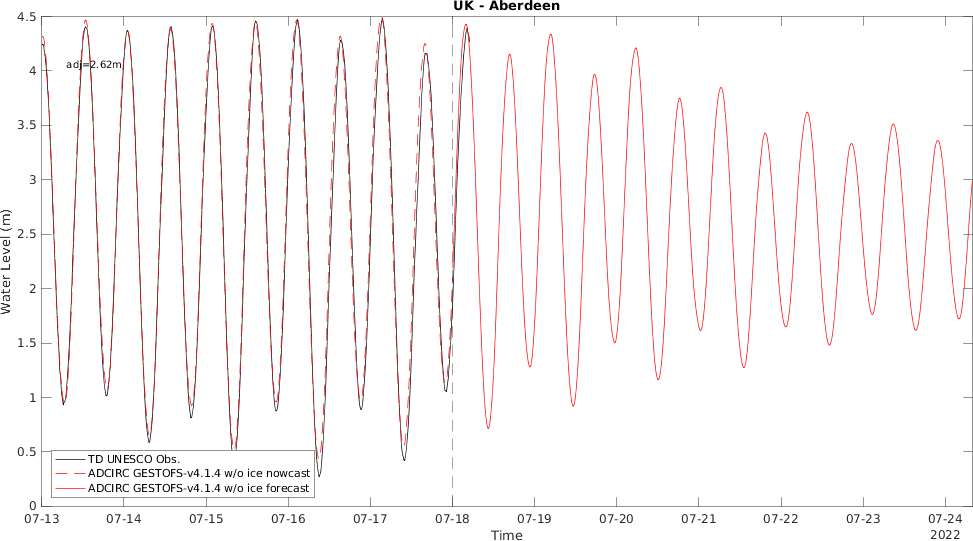 UK - Aberdeen
4.5
4
3.5
3
2.5
2
1.5
1
0.5
0
Water Level (m)
adj=2.62m
TD UNESCO Obs.
ADCIRC GESTOFS-v4.1.4 w/o ice nowcast
ADCIRC GESTOFS-v4.1.4 w/o ice forecast
07-13 07-14 07-15 07-16 07-17 07-18 07-19 07-20 07-21 07-22 07-23 07-24
2022
Time